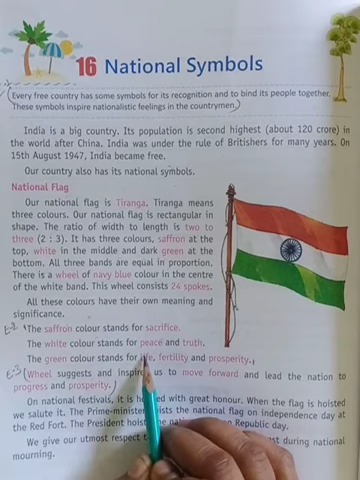 16 National Symbols
Every free country has some symbols for its recognition and to bind its people together.
These symbols inspire nationalistic feelings in the countrymen.
India is a big country. Its population is second highest (about 120 crore) in
the world after China. India was under the rule of Britishers for many years. On
15th August 1947, India became free.
Our country also has its national symbols.
National Flag
Our national flag is Tiranga. Tiranga means
three colours. Our national flag is rectangular in
shape. The ratio of width to length is two to
three (2 : 3). It has three colours, saffron at the
top, white in the middle and dark green at the
bottom. All three bands are equal in proportion.
There is a wheel of navy blue colour in the centre
of the white band. This wheel consists 24 spokes.
All these colours have their own meaning and
significance.
E-2 The saffron colour stands for sacrifice.
The white colour stands for peace and truth.
The green colour stands for life, fertility and prosperity.
E-3 Wheel suggests and inspires us to move forward and lead the nation to
progress and prosperity.
On national festivals, it is hoisted with great honour. When the flag is hoisted
we salute it. The Prime-minister hoists the national flag on independence day at
the Red Fort. The President hoists the on Republic day.
We give our utmost respect during national
mourning.